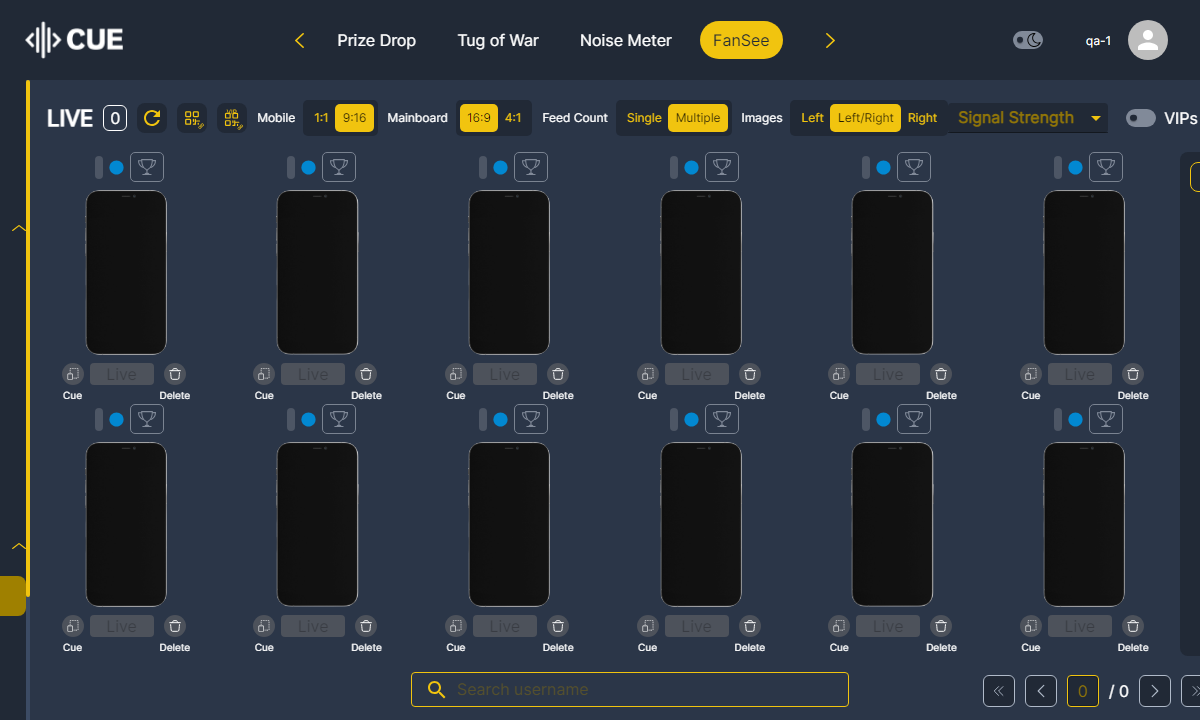 CUE
Prize Drop Tug of War Noise Meter FanSee
qa-1
LIVE 0 Mobile 1:1 9:16 Mainboard 16:9 4:1 Feed Count Single Multiple Images Left Left/Right Right Signal Strength VIPs
Live Live Live Live Live Live
Cue Delete Cue Delete Cue Delete Cue Delete Cue Delete Cue Delete
Live Live Live Live Live Live
Cue Delete Cue Delete Cue Delete Cue Delete Cue Delete Cue Delete
Search username
0 / 0